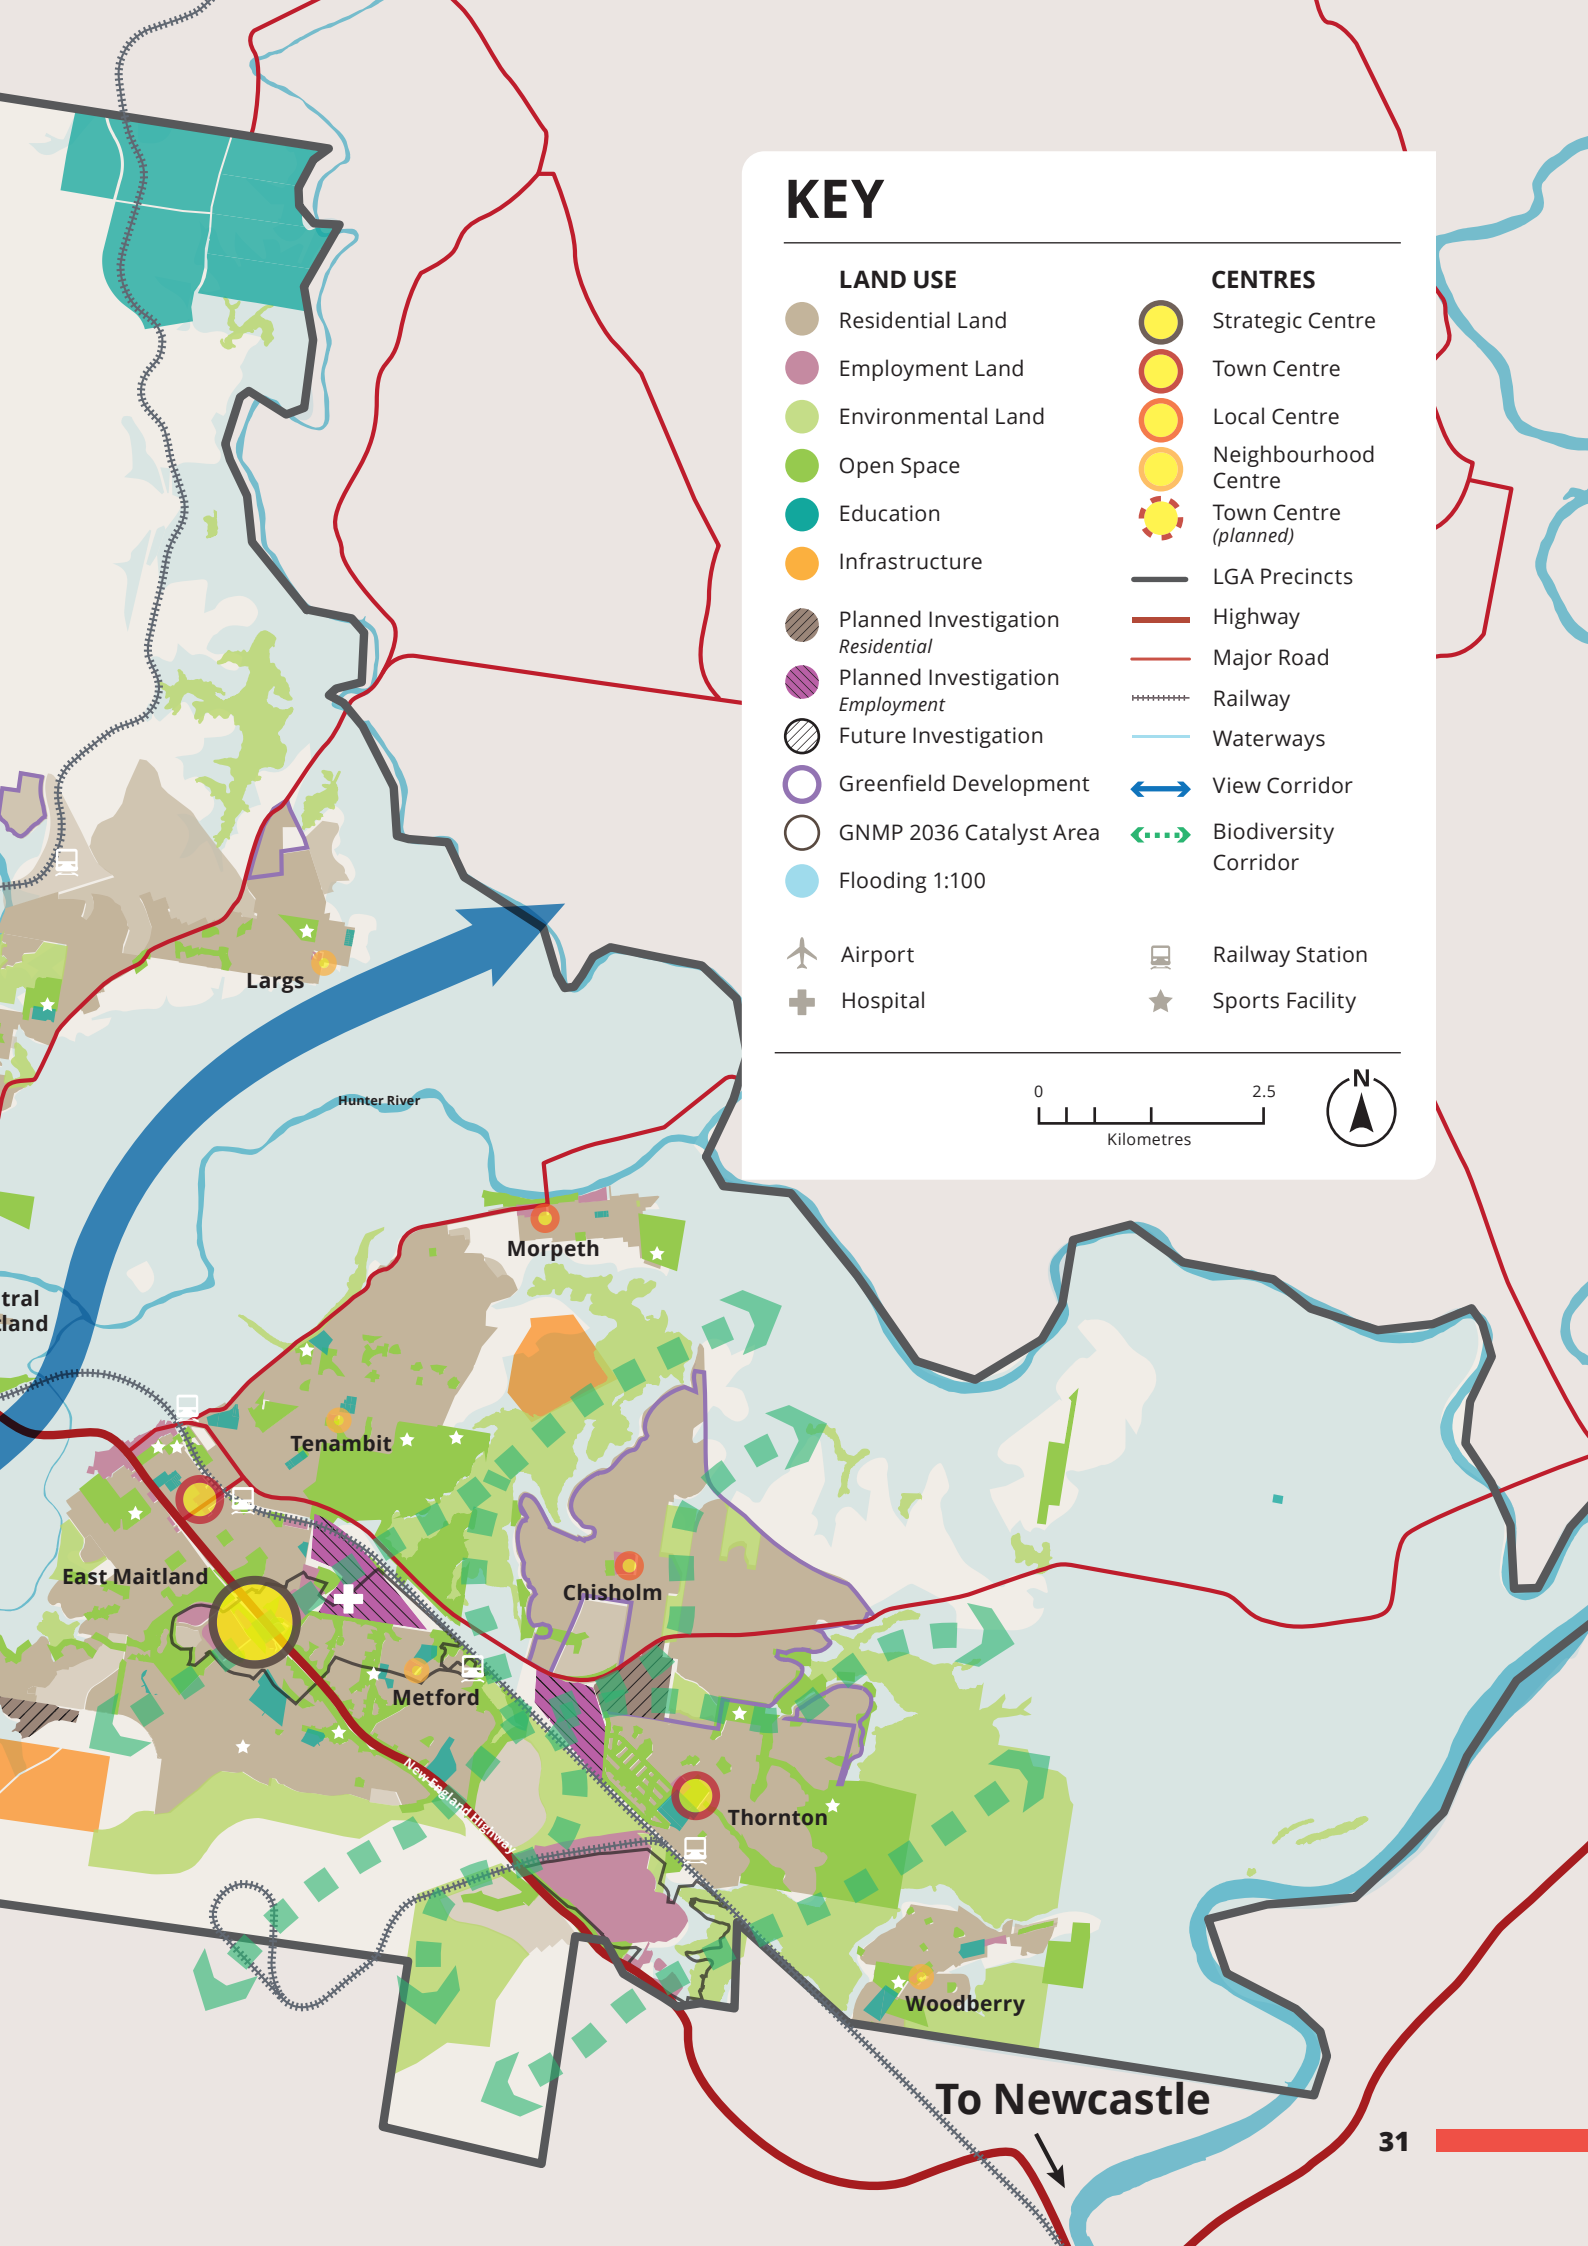 KEY
LAND USE
Residential Land
Employment Land
Environmental Land
Open Space
Education
Infrastructure
Planned Investigation
Residential
Planned Investigation
Employment
Future Investigation
Greenfield Development
GNMP 2036 Catalyst Area
Flooding 1:100
Airport
Hospital
CENTRES
Strategic Centre
Town Centre
Local Centre
Neighbourhood
Centre
Town Centre
(planned)
LGA Precincts
Highway
Major Road
Railway
Waterways
View Corridor
Biodiversity
Corridor
Railway Station
Sports Facility
0 2.5
Kilometres
N
Largs
Hunter River
Morpeth
tral
tland
Tenambit
East Maitland
Chisholm
Metford
New England Highway
Thornton
Woodberry
To Newcastle
31